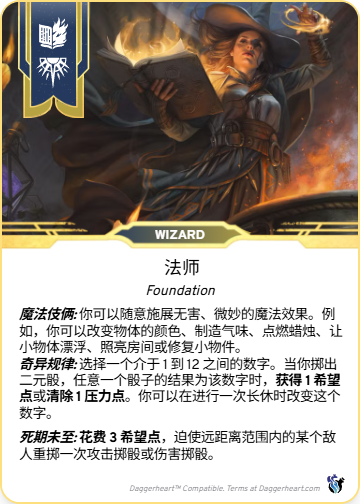 WIZARD
法师
Foundation
魔法伎俩:你可以随意施展无害、微妙的魔法效果。例
如，你可以改变物体的颜色、制造气味、点燃蜡烛、让
小物体漂浮、照亮房间或修复小物件。
奇异规律:选择一个介于 1 到 12 之间的数字。当你掷出
二元骰，任意一个骰子的结果为该数字时，获得 1 希望
点或清除 1 压力点。你可以在进行一次长休时改变这个
数字。
死期未至:花费 3 希望点，迫使远距离范围内的某个敌
人重掷一次攻击掷骰或伤害掷骰。
Daggerheart™ Compatible. Terms at Daggerheart.com